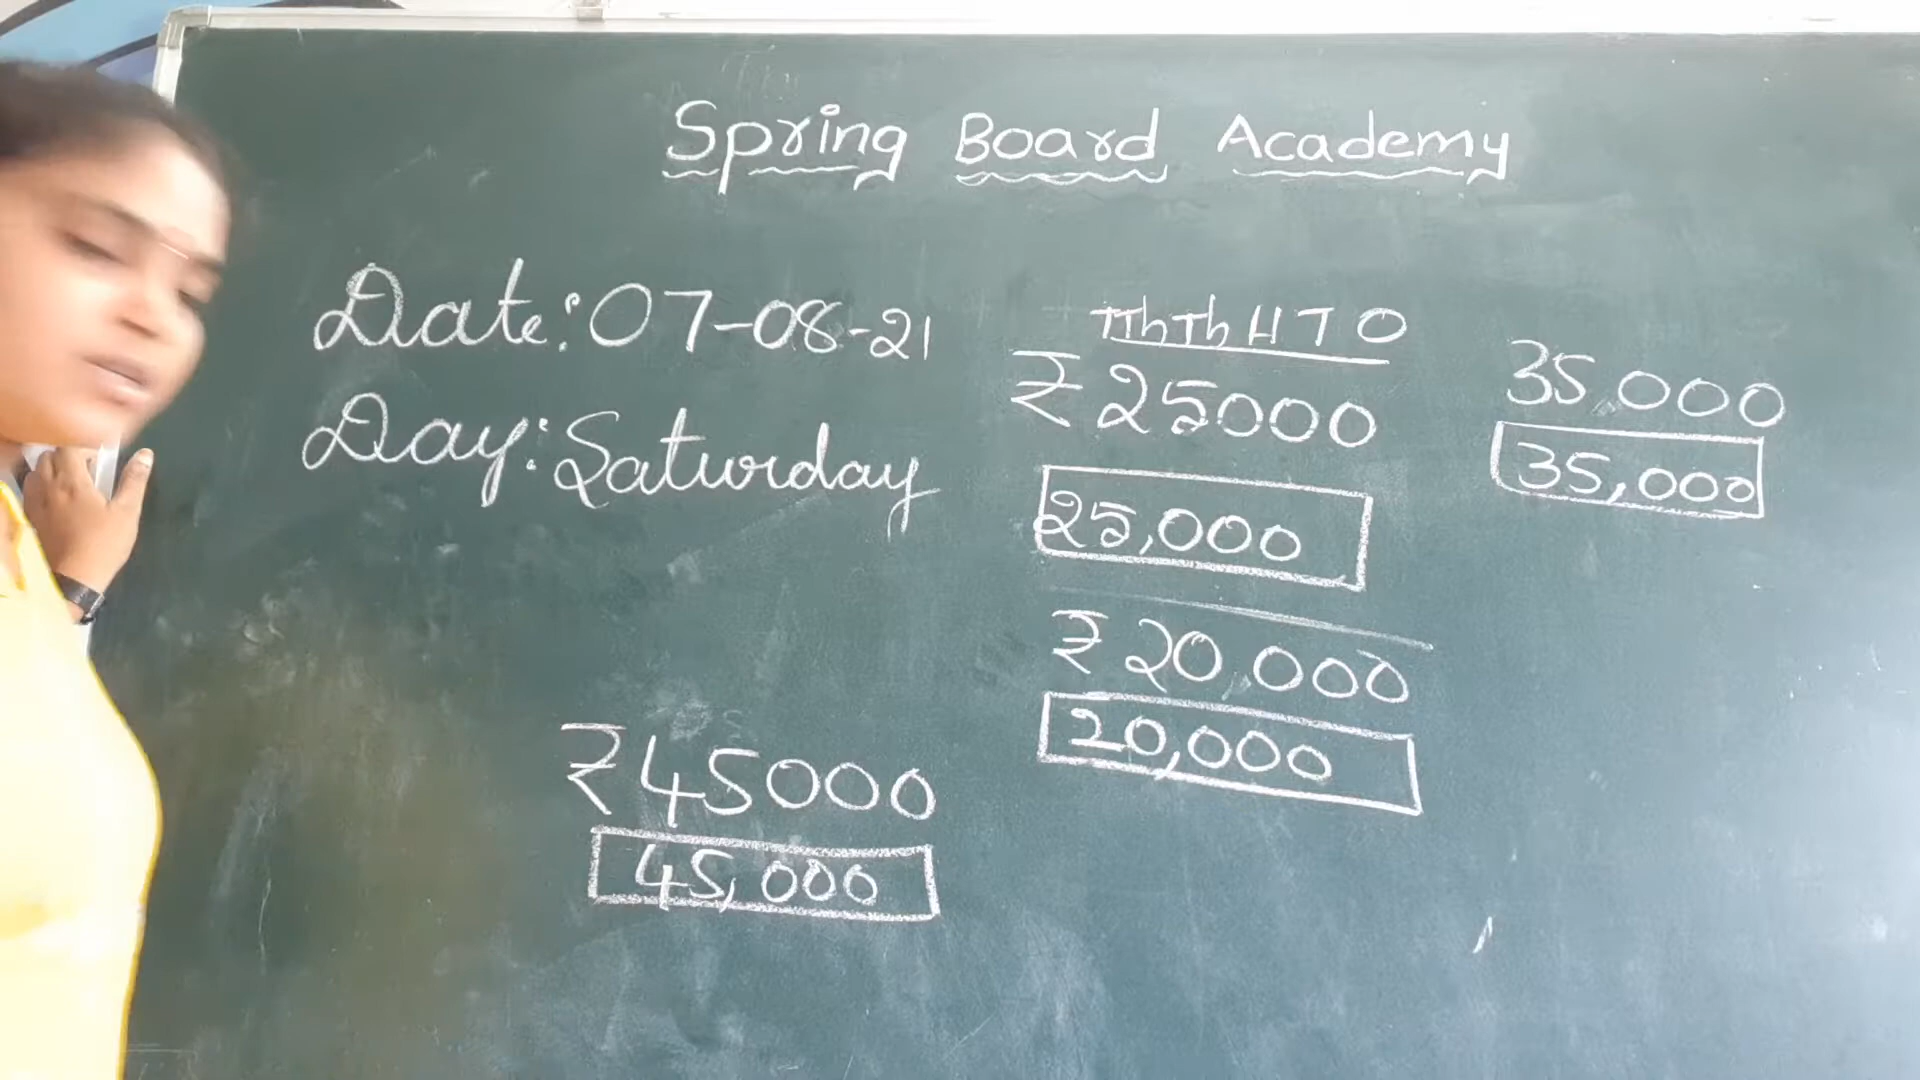 Spring Board Academy
Date: 07-08-21
Day: Saturday
TTh Th H T O
₹ 25000
25,000
₹ 20,000
20,000
35,000
35,000
₹ 45000
45,000